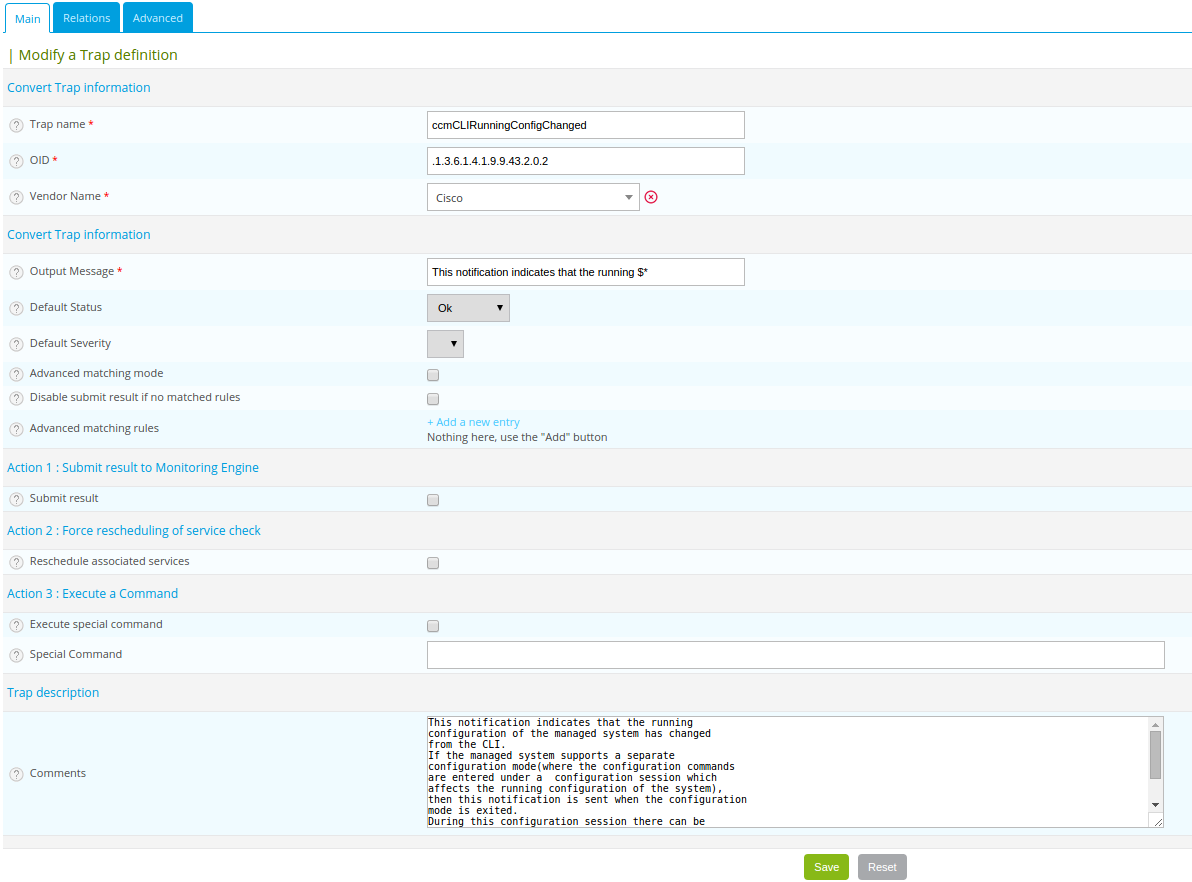 Main Relations Advanced
Modify a Trap definition
Convert Trap information
? Trap name * ccmCLIRunningConfigChanged
? OID * .1.3.6.1.4.1.9.9.43.2.0.2
? Vendor Name * Cisco
Convert Trap information
? Output Message * This notification indicates that the running $*
? Default Status Ok
? Default Severity
? Advanced matching mode
? Disable submit result if no matched rules
? Advanced matching rules
+ Add a new entry
Nothing here, use the "Add" button
Action 1 : Submit result to Monitoring Engine
? Submit result
Action 2 : Force rescheduling of service check
? Reschedule associated services
Action 3 : Execute a Command
? Execute special command
? Special Command
Trap description
? Comments
This notification indicates that the running
configuration of the managed system has changed
from the CLI.
If the managed system supports a separate
configuration mode(where the configuration commands
are entered under a  configuration session which
affects the running configuration of the system),
then this notification is sent when the configuration
mode is exited.
During this configuration session there can be
Save Reset